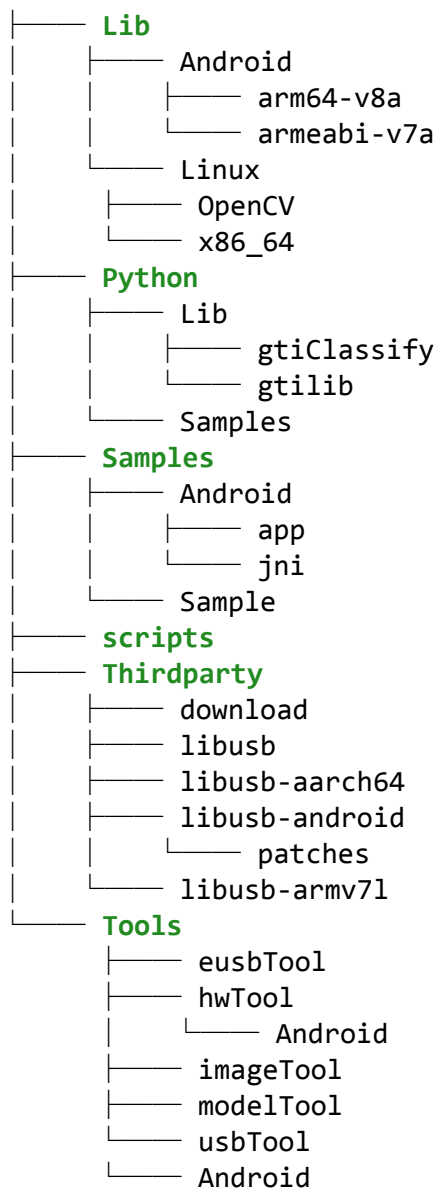 Lib
Android
arm64-v8a
armeabi-v7a
Linux
OpenCV
x86_64
Python
Lib
gtiClassify
gtilib
Samples
Samples
Android
app
jni
Sample
scripts
Thirdparty
download
libusb
libusb-aarch64
libusb-android
patches
libusb-armv7l
Tools
eusbTool
hwTool
Android
imageTool
modelTool
usbTool
Android